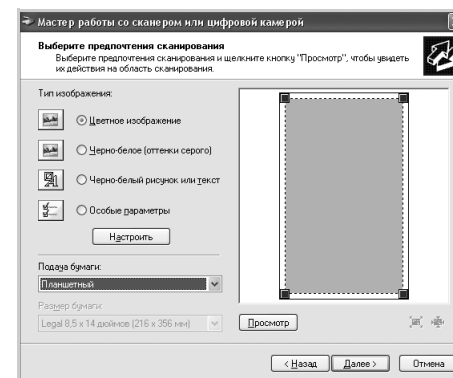 Мастер работы со сканером или цифровой камерой
Выберите предпочтения сканирования
Выберите предпочтения сканирования и щелкните кнопку "Просмотр", чтобы увидеть
их действия на область сканирования.
Тип изображения:
Цветное изображение
Черно-белое (оттенки серого)
Черно-белый рисунок или текст
Особые параметры
Настроить
Подача бумаги:
Планшетный
Размер бумаги:
Legal 8,5 x 14 дюймов (216 x 356 мм)
Просмотр
< Назад
Далее >
Отмена